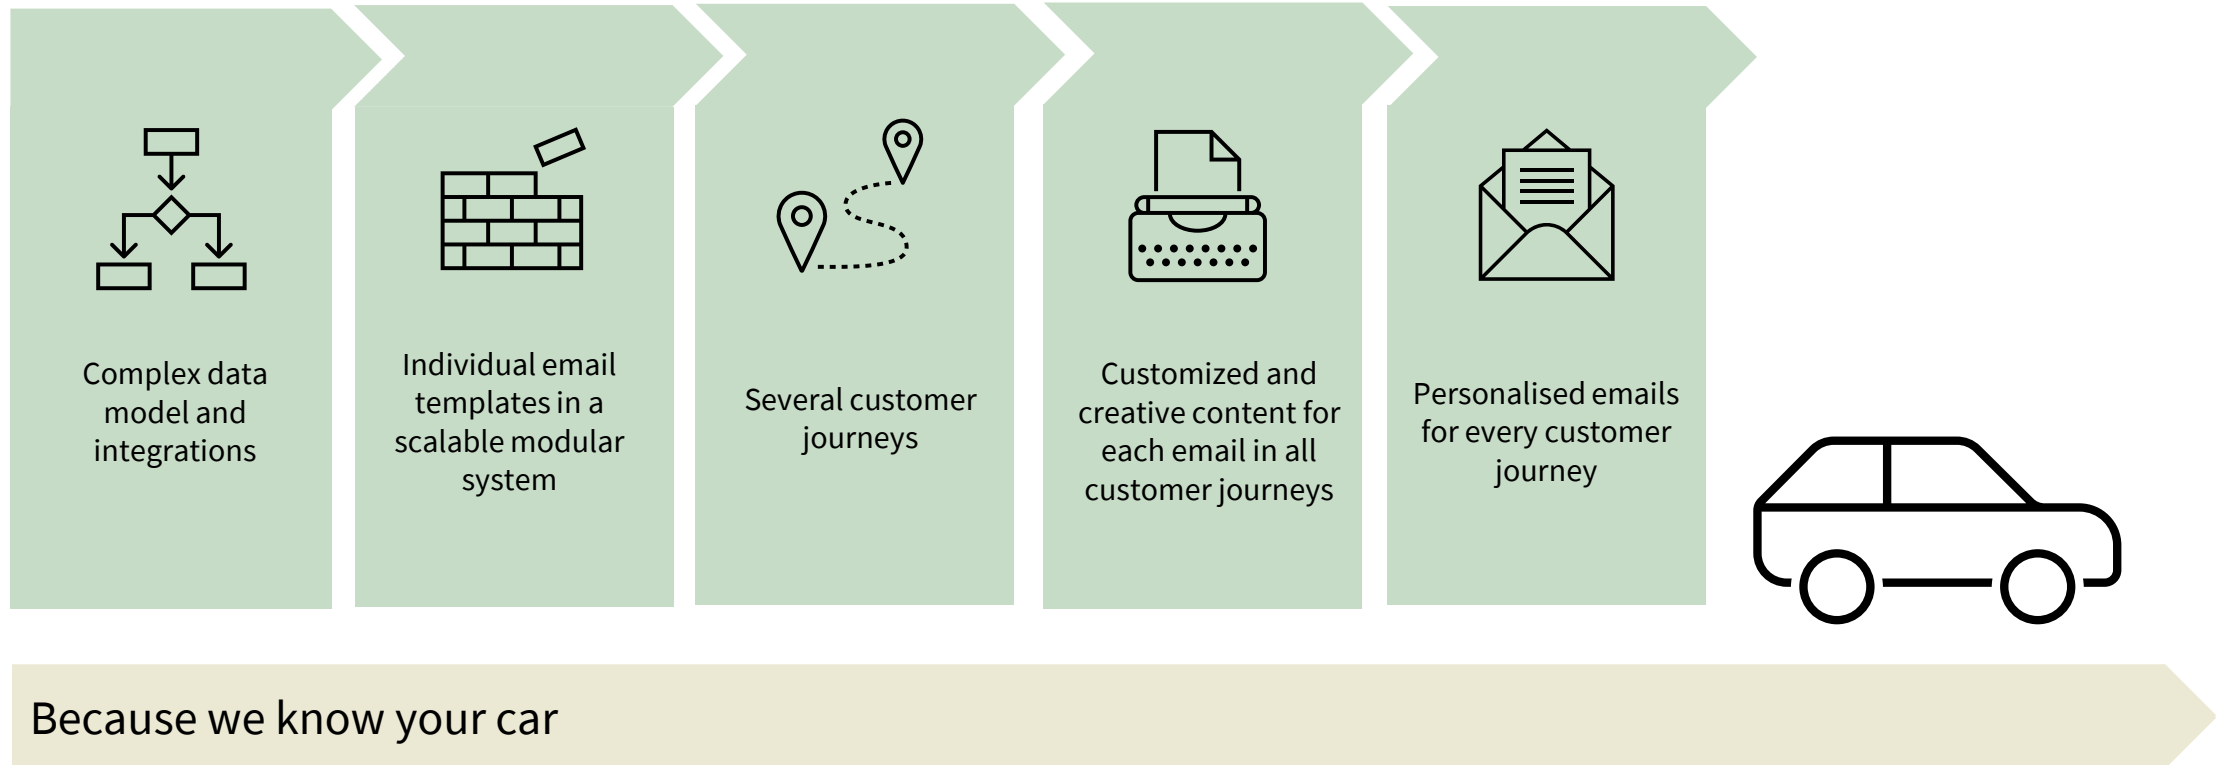 Complex data
model and
integrations
Individual email
templates in a
scalable modular
system
Several customer
journeys
Customized and
creative content for
each email in all
customer journeys
Personalised emails
for every customer
journey
Because we know your car